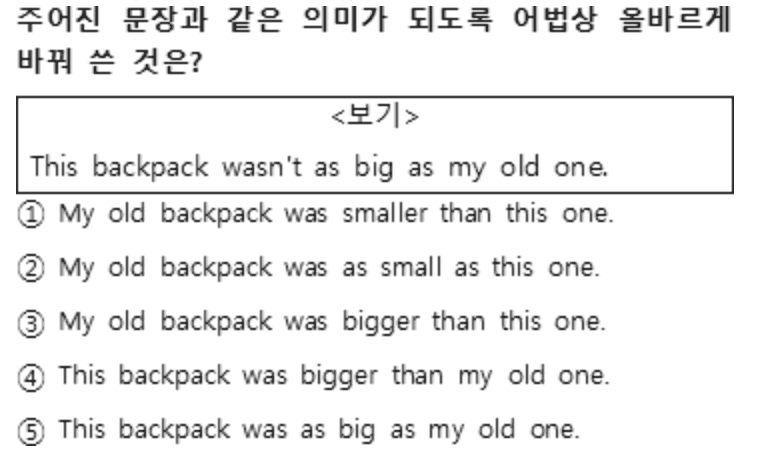 주어진 문장과 같은 의미가 되도록 어법상 올바르게
바꿔 쓴 것은?
<보기>
This backpack wasn't as big as my old one.
① My old backpack was smaller than this one.
② My old backpack was as small as this one.
③ My old backpack was bigger than this one.
④ This backpack was bigger than my old one.
⑤ This backpack was as big as my old one.